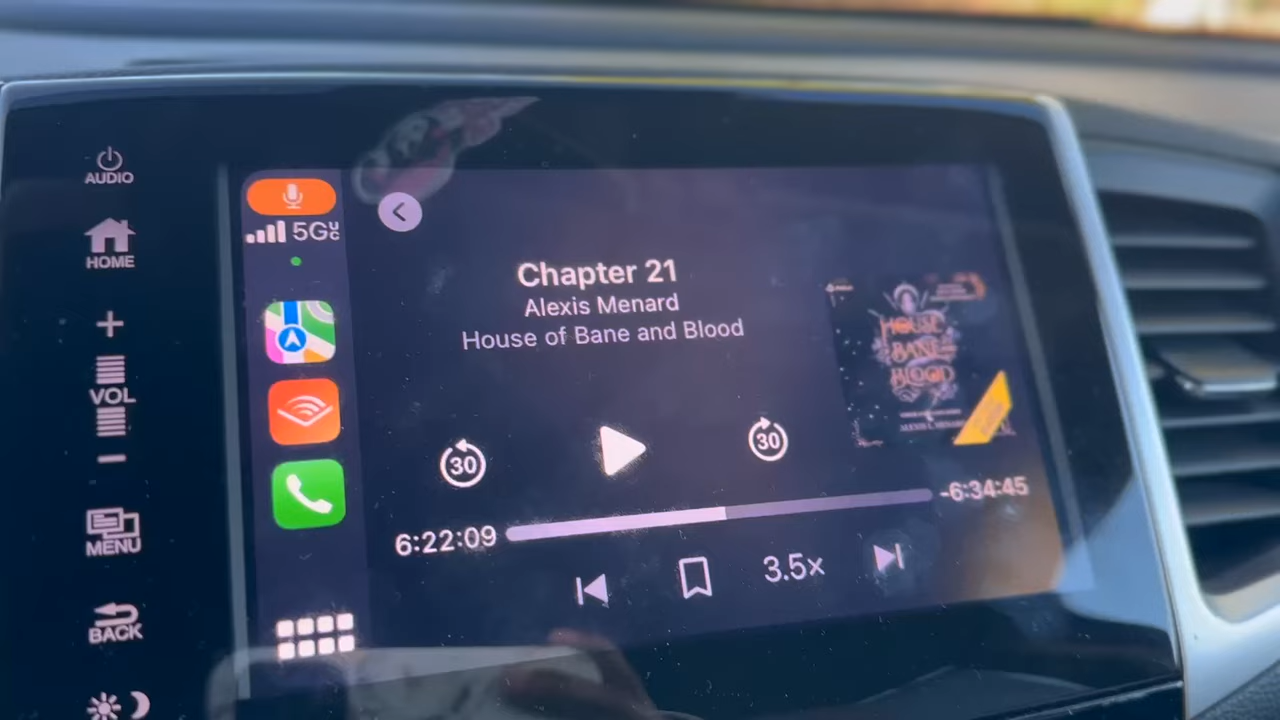 AUDIO
HOME
VOL
MENU
BACK
5G UC
Chapter 21
Alexis Menard
House of Bane and Blood
30
30
6:22:09
-6:34:45
3.5x
HOUSE
BANE
BLOOD